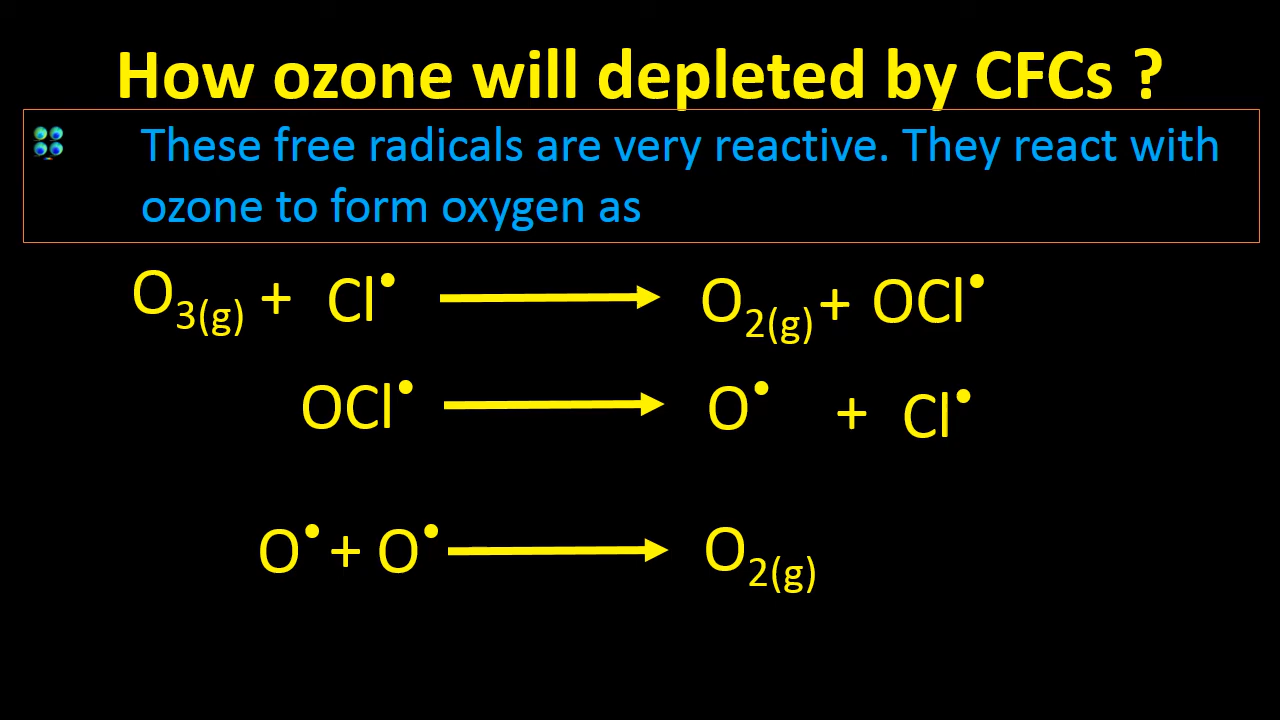 How ozone will depleted by CFCs ?
These free radicals are very reactive. They react with
ozone to form oxygen as
O₃(g) + Cl• ⟶ O₂(g) + OCl•
OCl• ⟶ O• + Cl•
O• + O• ⟶ O₂(g)